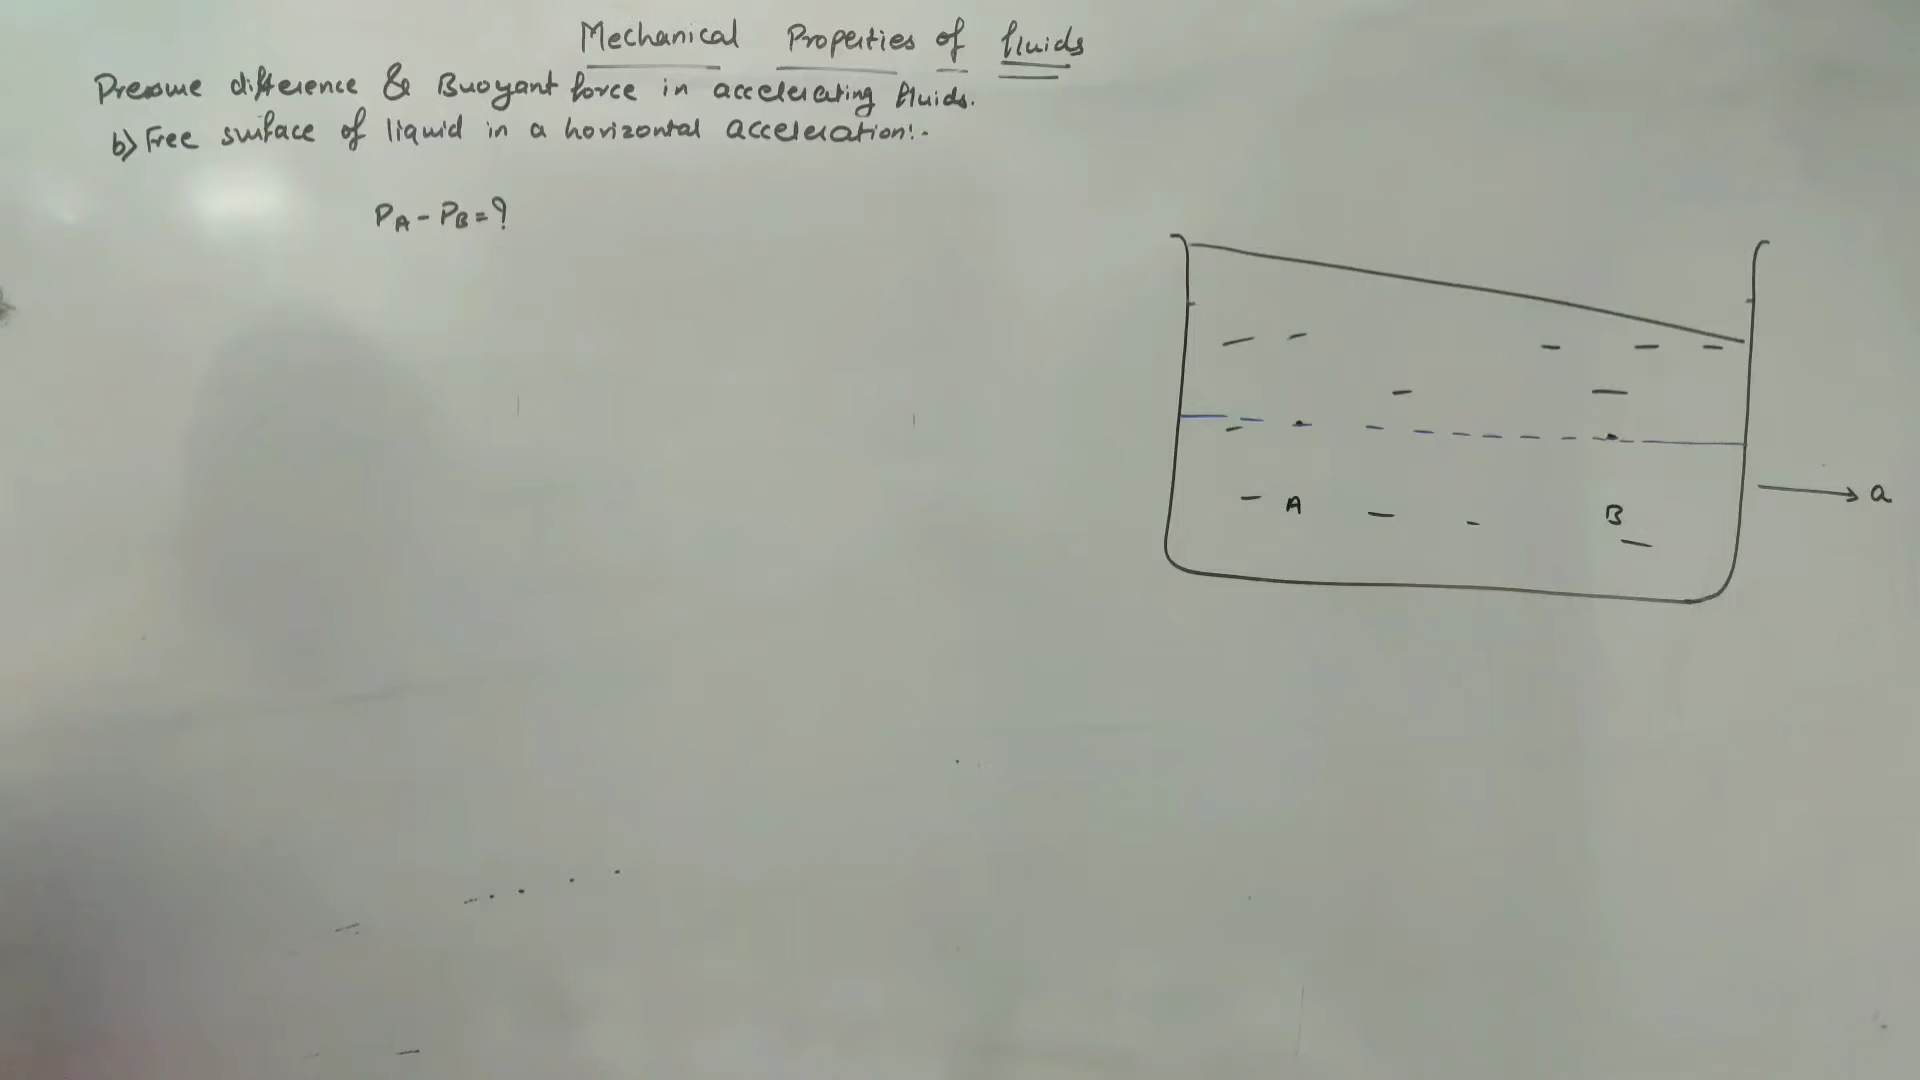 Mechanical Properties of fluids
Pressure difference & Buoyant force in accelerating fluids.
b) Free surface of liquid in a horizontal acceleration:-
PA - PB = ?
a
A
B